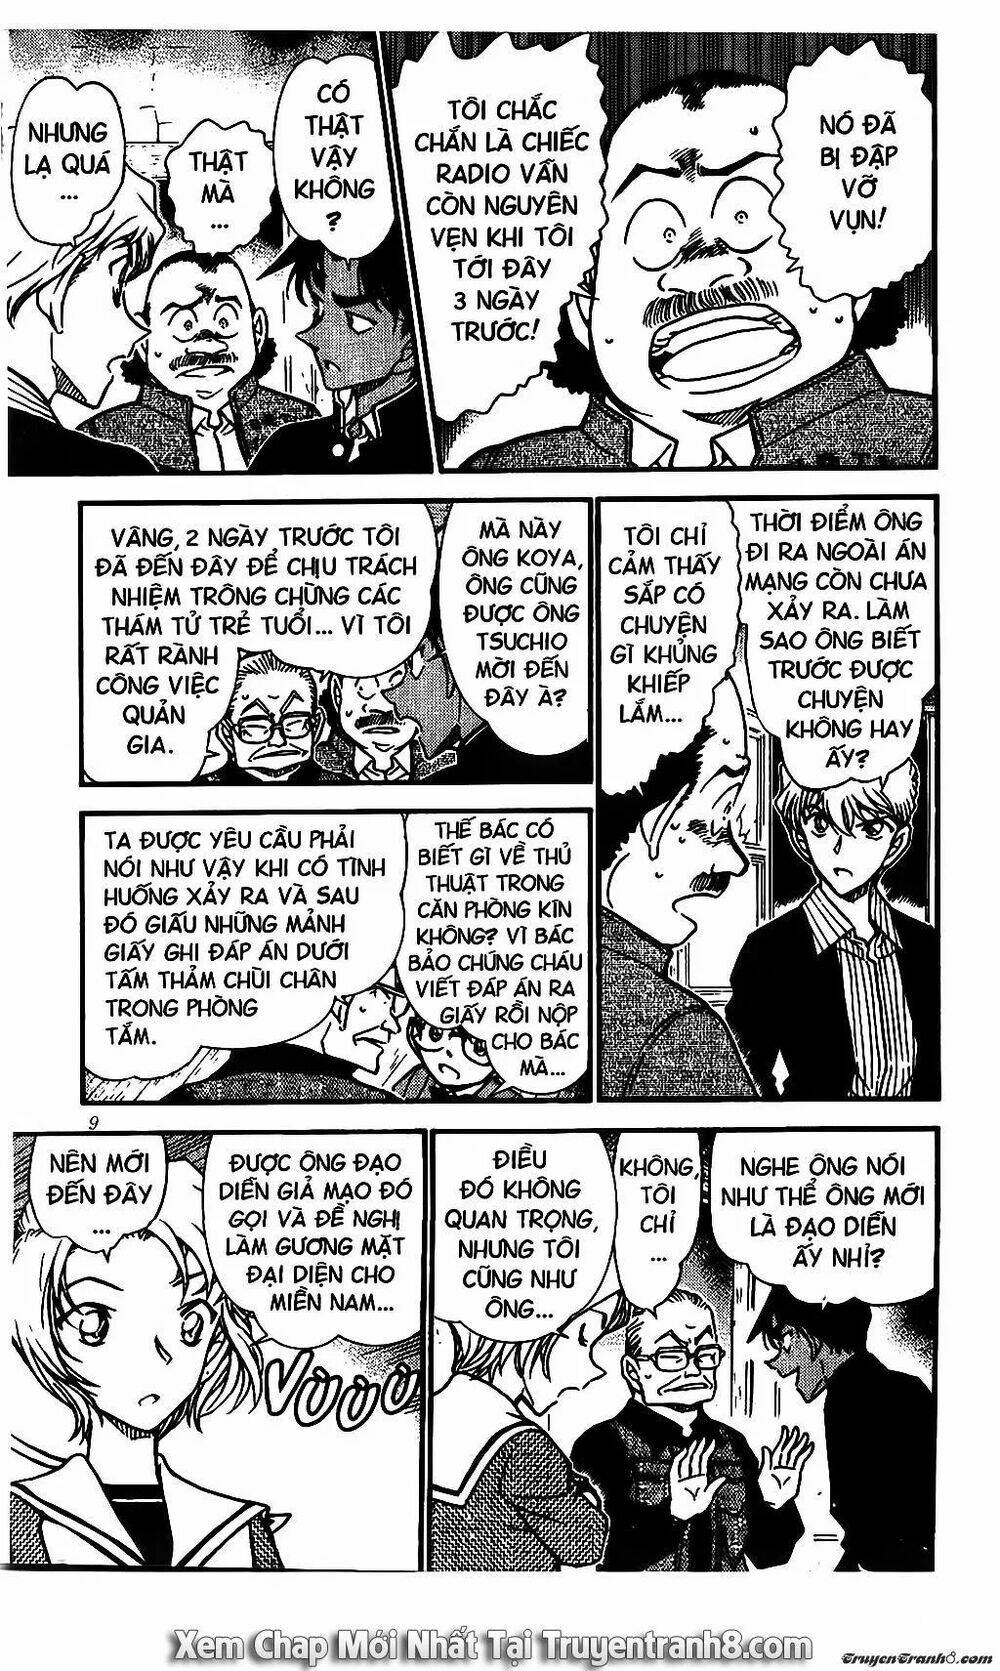 NÓ ĐÃ
BỊ ĐẬP
VỠ
VỤN!
TÔI CHẮC
CHẮN LÀ CHIẾC
RADIO VẪN
CÒN NGUYÊN
VẸN KHI TÔI
TỚI ĐÂY
3 NGÀY
TRƯỚC!
CÓ
THẬT
VẬY
KHÔNG
?
THẬT
MÀ
...
NHƯNG
LẠ QUÁ
...
THỜI ĐIỂM ÔNG
ĐI RA NGOÀI ÁN
MẠNG CÒN CHƯA
XẢY RA. LÀM
SAO ÔNG BIẾT
TRƯỚC ĐƯỢC
CHUYỆN
KHÔNG HAY
ẤY?
TÔI CHỈ
CẢM THẤY
SẮP CÓ
CHUYỆN
GÌ KHỦNG
KHIẾP
LẮM...
MÀ NÀY
ÔNG KOYA,
ÔNG CŨNG
ĐƯỢC ÔNG
TSUCHIO
MỜI ĐẾN
ĐÂY À?
VÂNG, 2 NGÀY TRƯỚC TÔI
ĐÃ ĐẾN ĐÂY ĐỂ CHỊU TRÁCH
NHIỆM TRÔNG CHỪNG CÁC
THÁM TỬ TRẺ TUỔI... VÌ TÔI
RẤT RÀNH
CÔNG VIỆC
QUẢN
GIA.
THẾ BÁC CÓ
BIẾT GÌ VỀ THỦ
THUẬT TRONG
CĂN PHÒNG KÍN
KHÔNG? VÌ BÁC
BẢO CHÚNG CHÁU
VIẾT ĐÁP ÁN RA
GIẤY RỒI NỘP
CHO BÁC
MÀ...
TA ĐƯỢC YÊU CẦU PHẢI
NÓI NHƯ VẬY KHI CÓ TÌNH
HUỐNG XẢY RA VÀ SAU
ĐÓ GIẤU NHỮNG MẢNH
GIẤY GHI ĐÁP ÁN DƯỚI
TẤM THẢM CHÙI CHÂN
TRONG PHÒNG
TẮM.
9
NGHE ÔNG NÓI
NHƯ THỂ ÔNG MỚI
LÀ ĐẠO DIỄN
ẤY NHỈ?
KHÔNG,
TÔI
CHỈ
...
ĐIỀU
ĐÓ KHÔNG
QUAN TRỌNG,
NHƯNG TÔI
CŨNG NHƯ
ÔNG...
ĐƯỢC ÔNG ĐẠO
DIỄN GIẢ MẠO ĐÓ
GỌI VÀ ĐỀ NGHỊ
LÀM GƯƠNG MẶT
ĐẠI DIỆN CHO
MIỀN NAM...
NÊN MỚI
ĐẾN ĐÂY
...
VÙÙÙ
Xem Chap Mới Nhất Tại Truyentranh8.com
TruyenTranh8.com